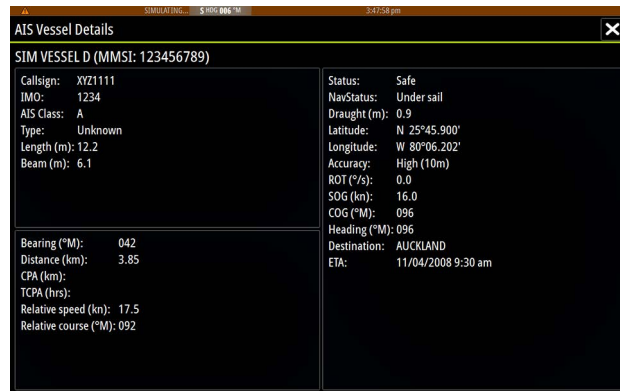 SIMULATING... S HDG 006 °M 3:47:58 pm
AIS Vessel Details
SIM VESSEL D (MMSI: 123456789)
Callsign: XYZ1111
IMO: 1234
AIS Class: A
Type: Unknown
Length (m): 12.2
Beam (m): 6.1
Bearing (°M): 042
Distance (km): 3.85
CPA (km):
TCPA (hrs):
Relative speed (kn): 17.5
Relative course (°M): 092
Status: Safe
NavStatus: Under sail
Draught (m): 0.9
Latitude: N 25°45.900'
Longitude: W 80°06.202'
Accuracy: High (10m)
ROT (°/s): 0.0
SOG (kn): 16.0
COG (°M): 096
Heading (°M): 096
Destination: AUCKLAND
ETA: 11/04/2008 9:30 am